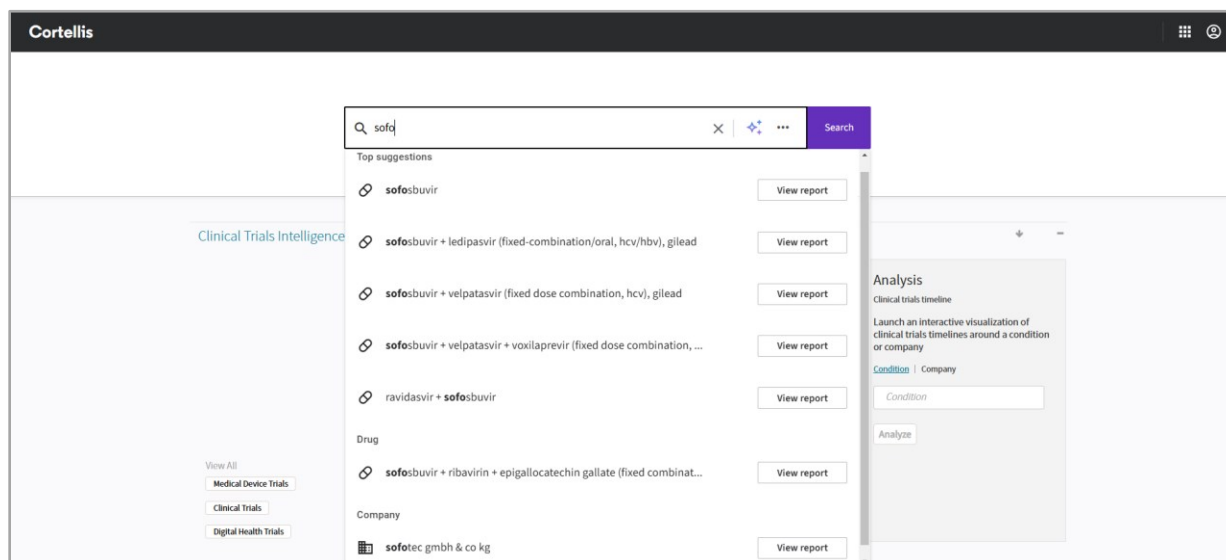 Cortellis
sofo
Search
Top suggestions
sofosbuvir
View report
sofosbuvir + ledipasvir (fixed-combination/oral, hcv/hbv), gilead
View report
sofosbuvir + velpatasvir (fixed dose combination, hcv), gilead
View report
sofosbuvir + velpatasvir + voxilaprevir (fixed dose combination, ...
View report
ravidasvir + sofosbuvir
View report
Drug
sofosbuvir + ribavirin + epigallocatechin gallate (fixed combinat...
View report
Company
sofotec gmbh & co kg
View report
Clinical Trials Intelligence
View All
Medical Device Trials
Clinical Trials
Digital Health Trials
Analysis
Clinical trials timeline
Launch an interactive visualization of
clinical trials timelines around a condition
or company
Condition | Company
Condition
Analyze